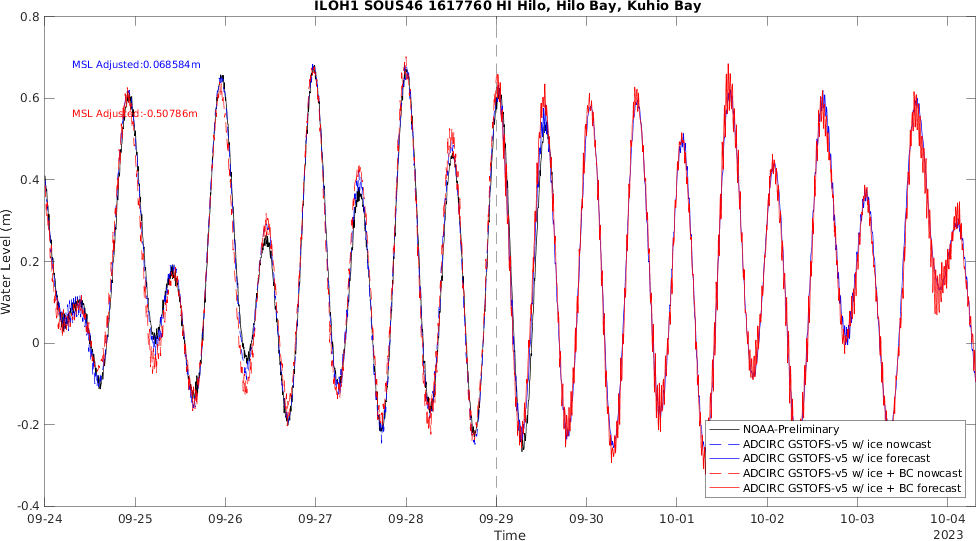 ILOH1 SOUS46 1617760 HI Hilo, Hilo Bay, Kuhio Bay
0.8
MSL Adjusted:0.068584m
0.6
MSL Adjusted:-0.50786m
0.4
0.2
0
-0.2
-0.4
Water Level (m)
NOAA-Preliminary
ADCIRC GSTOFS-v5 w/ ice nowcast
ADCIRC GSTOFS-v5 w/ ice forecast
ADCIRC GSTOFS-v5 w/ ice + BC nowcast
ADCIRC GSTOFS-v5 w/ ice + BC forecast
09-24 09-25 09-26 09-27 09-28 09-29 09-30 10-01 10-02 10-03 10-04
Time
2023